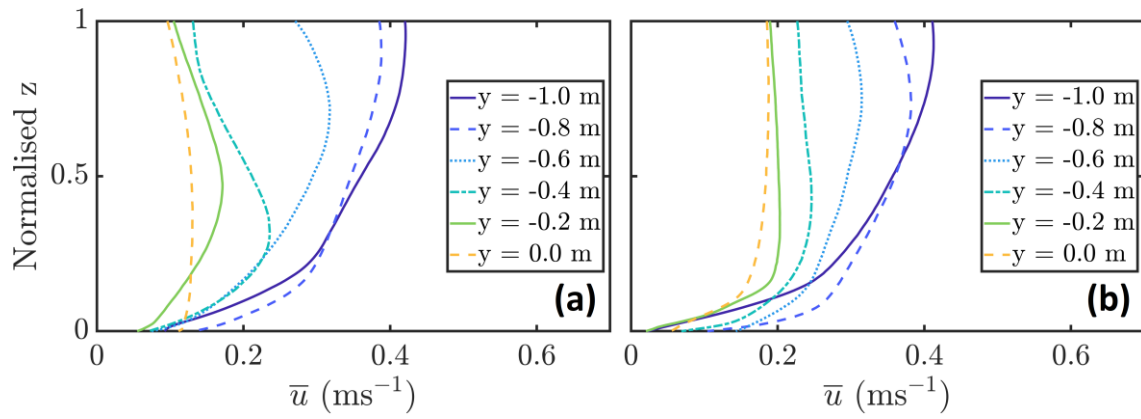 1
0.5
0
Normalised z
y = -1.0 m
y = -0.8 m
y = -0.6 m
y = -0.4 m
y = -0.2 m
y = 0.0 m
(a)
0 0.2 0.4 0.6
u̅ (ms⁻¹)
y = -1.0 m
y = -0.8 m
y = -0.6 m
y = -0.4 m
y = -0.2 m
y = 0.0 m
(b)
0 0.2 0.4 0.6
u̅ (ms⁻¹)